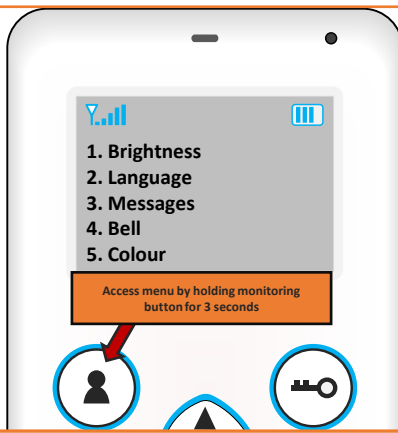 1. Brightness
2. Language
3. Messages
4. Bell
5. Colour
Access menu by holding monitoring
button for 3 seconds